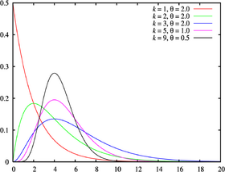 0.5
k = 1, θ = 2.0
k = 2, θ = 2.0
k = 3, θ = 2.0
k = 5, θ = 1.0
k = 9, θ = 0.5
0.4
0.3
0.2
0.1
0
0 2 4 6 8 10 12 14 16 18 20